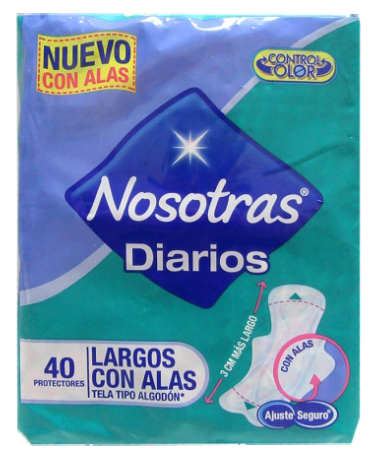 NUEVO
CON ALAS
CONTROL
OLOR
Nosotras®
Diarios
3 CM MÁS LARGO
CON ALAS
40
PROTECTORES
LARGOS
CON ALAS
TELA TIPO ALGODÓN*
Ajuste Seguro®